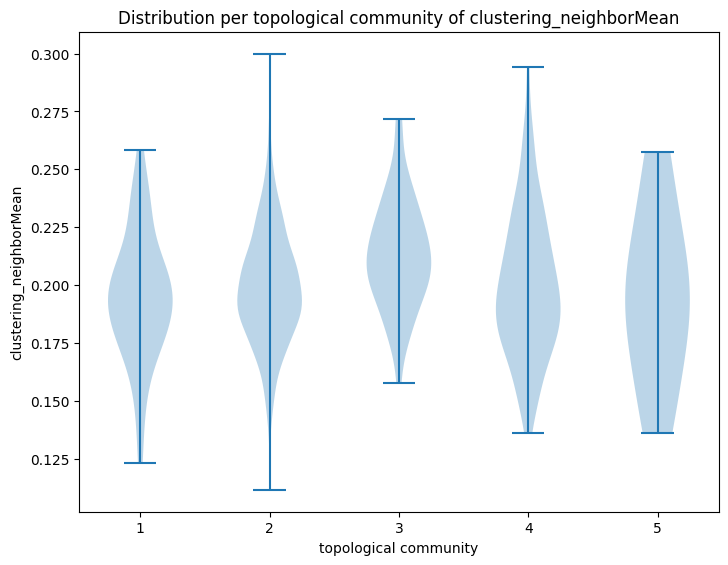 Distribution per topological community of clustering_neighborMean
clustering_neighborMean
0.300
0.275
0.250
0.225
0.200
0.175
0.150
0.125
1 2 3 4 5
topological community